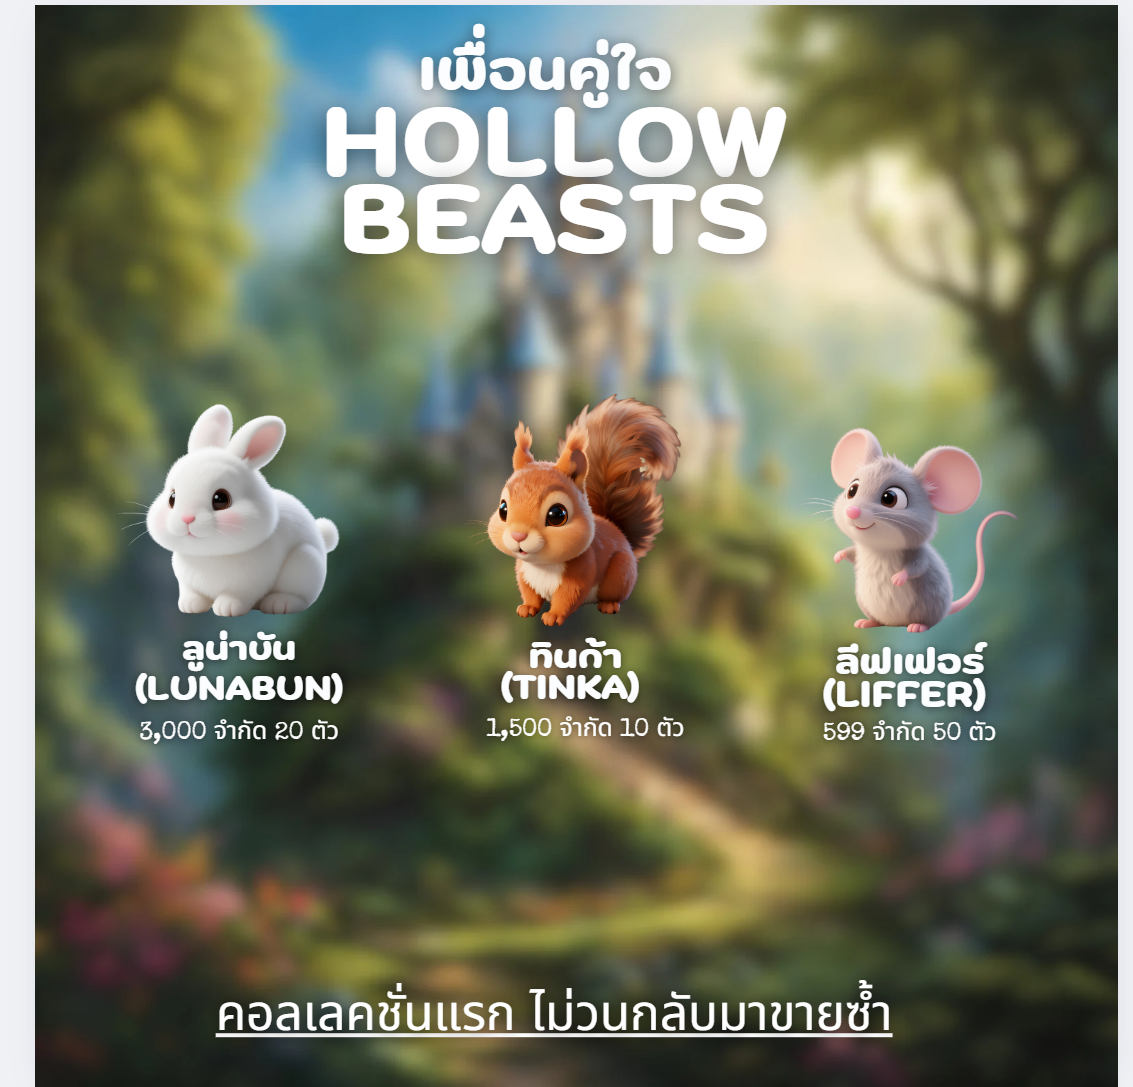 เพื่อนคู่ใจ
HOLLOW
BEASTS
ลูน่าบัน
(LUNABUN)
3,000 จำกัด 20 ตัว
ทินก้า
(TINKA)
1,500 จำกัด 10 ตัว
ลีฟเฟอร์
(LIFFER)
599 จำกัด 50 ตัว
คอลเลคชั่นแรก ไม่วนกลับมาขายซ้ำ